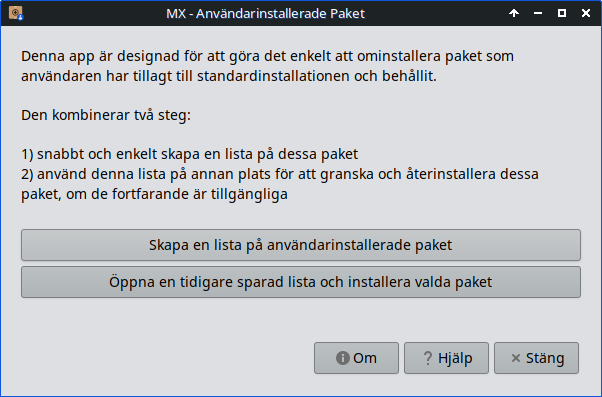 MX - Användarinstallerade Paket
Denna app är designad för att göra det enkelt att ominstallera paket som
användaren har tillagt till standardinstallationen och behållit.
Den kombinerar två steg:
1) snabbt och enkelt skapa en lista på dessa paket
2) använd denna lista på annan plats för att granska och återinstallera dessa
paket, om de fortfarande är tillgängliga
Skapa en lista på användarinstallerade paket
Öppna en tidigare sparad lista och installera valda paket
Om
Hjälp
Stäng